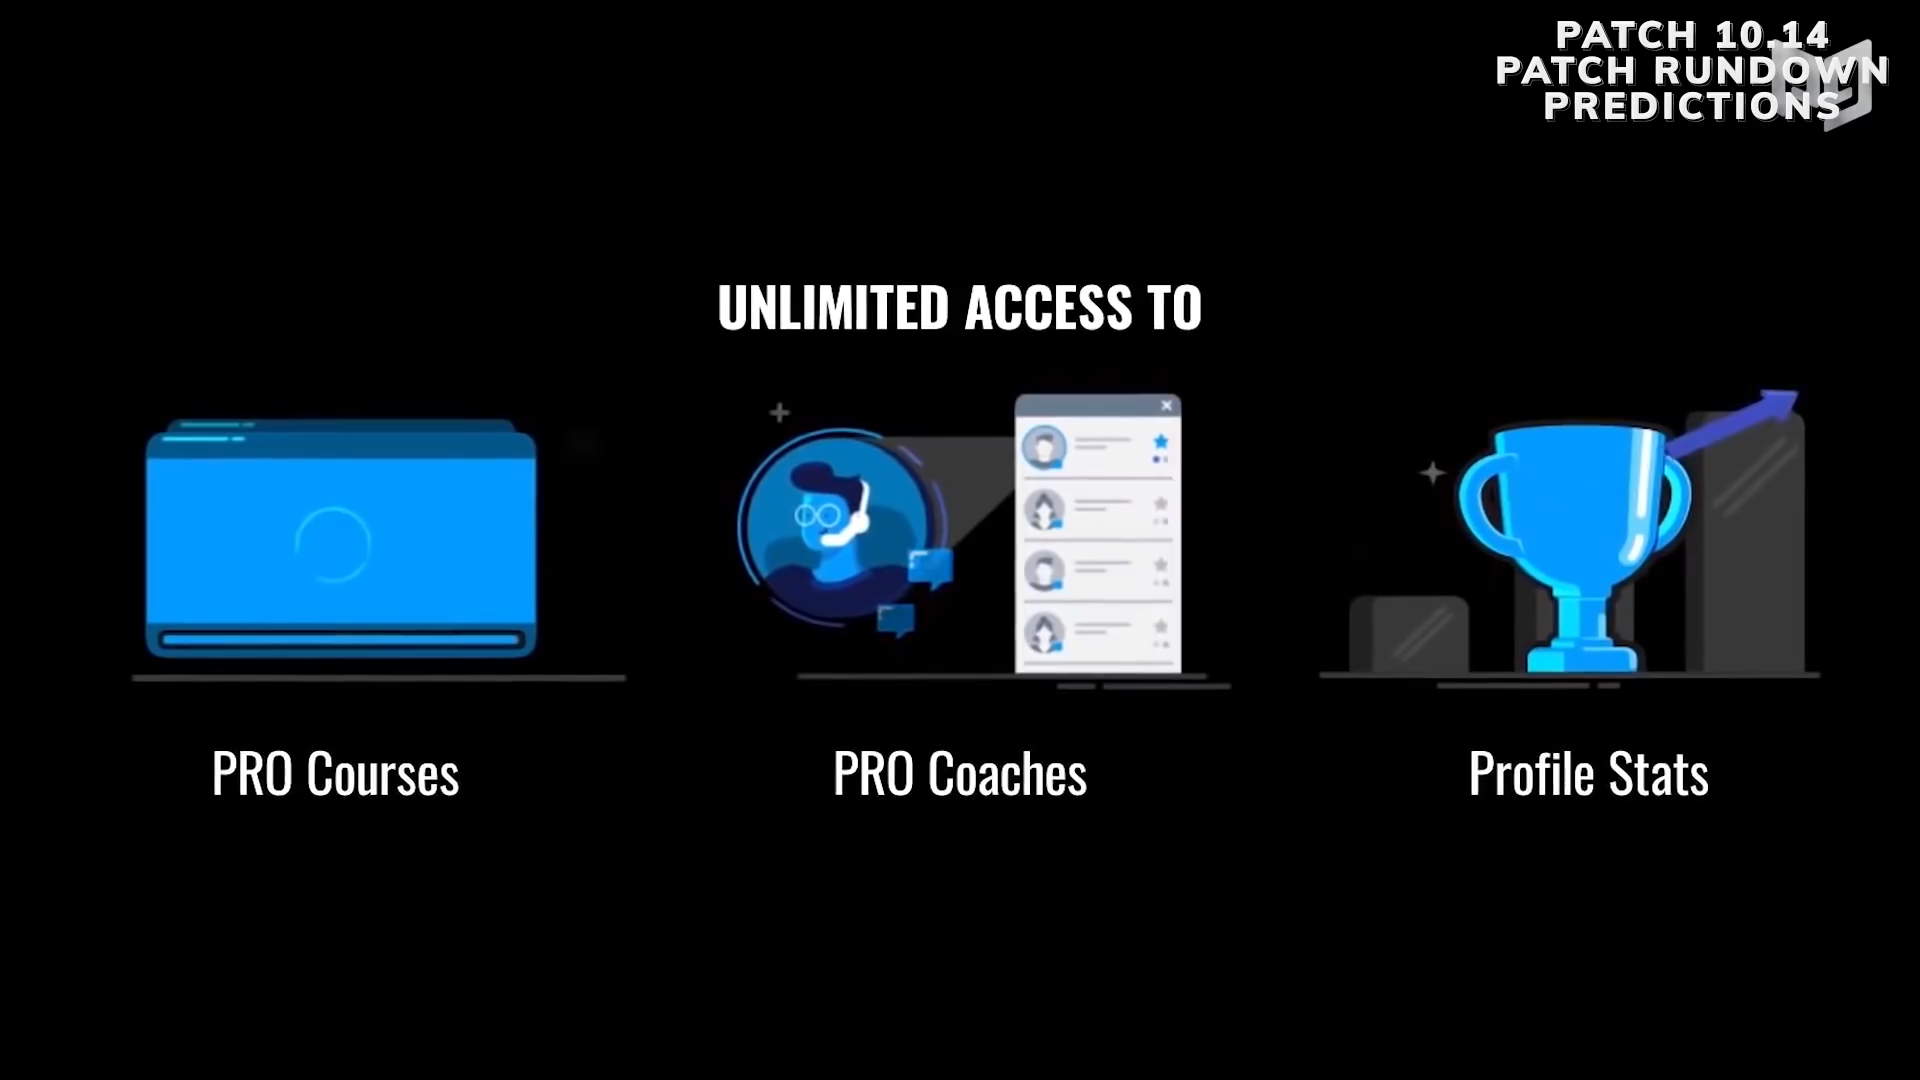 PATCH 10.14
PATCH RUNDOWN
PREDICTIONS
UNLIMITED ACCESS TO
PRO Courses
PRO Coaches
Profile Stats